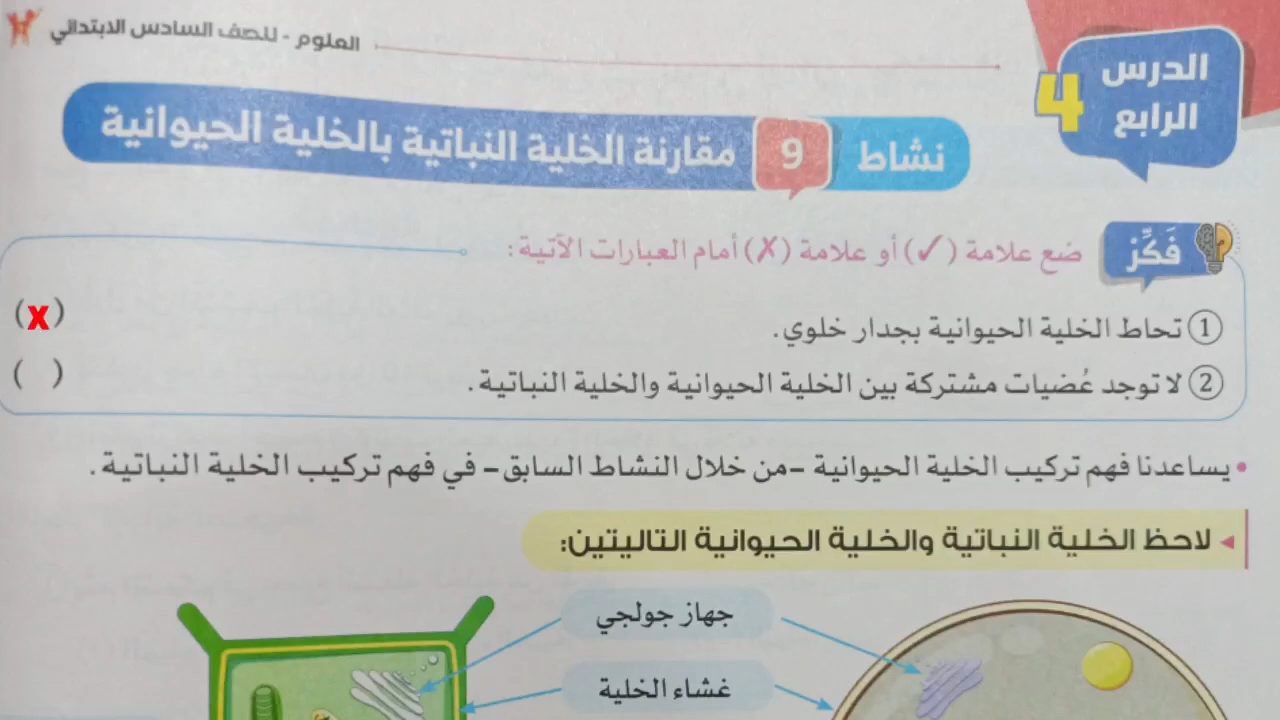 العلوم - للصف السادس الابتدائي
الدرس الرابع 4
نشاط 9 مقارنة الخلية النباتية بالخلية الحيوانية
فَكِّر
ضع علامة (✓) أو علامة (✗) أمام العبارات الآتية:
① تحاط الخلية الحيوانية بجدار خلوي. (X)
② لا توجد عُضيات مشتركة بين الخلية الحيوانية والخلية النباتية. ( )
• يساعدنا فهم تركيب الخلية الحيوانية –من خلال النشاط السابق– في فهم تركيب الخلية النباتية.
لاحظ الخلية النباتية والخلية الحيوانية التاليتين:
جهاز جولجي
غشاء الخلية